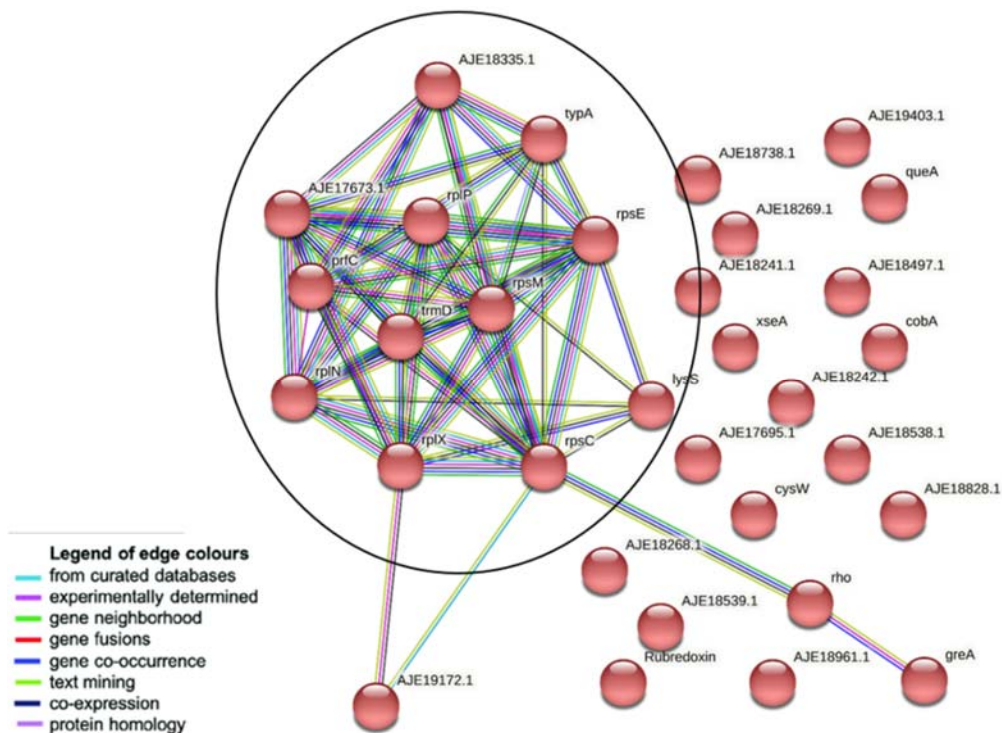 AJE18335.1
typA
AJE19403.1
AJE18738.1
queA
AJE17673.1
rplP
AJE18269.1
rpsE
prfC
AJE18241.1
AJE18497.1
rpsM
trmD
xseA
cobA
rplN
lysS
AJE18242.1
rplX
rpsC
AJE17695.1
AJE18538.1
cysW
AJE18828.1
AJE18268.1
rho
AJE18539.1
Rubredoxin
AJE18961.1
greA
AJE19172.1
Legend of edge colours
from curated databases
experimentally determined
gene neighborhood
gene fusions
gene co-occurrence
text mining
co-expression
protein homology